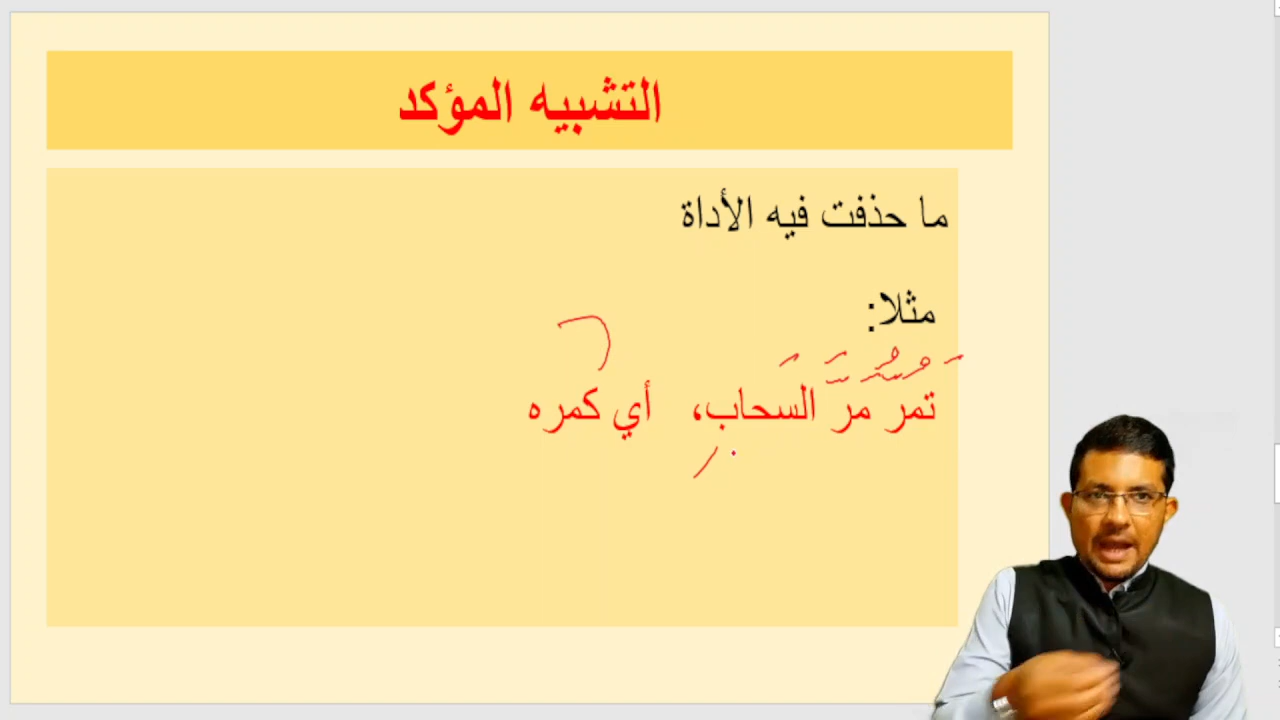 التشبيه المؤكد
ما حذفت فيه الأداة
مثلا:
تمرّ مرّ السحاب، أي كمره